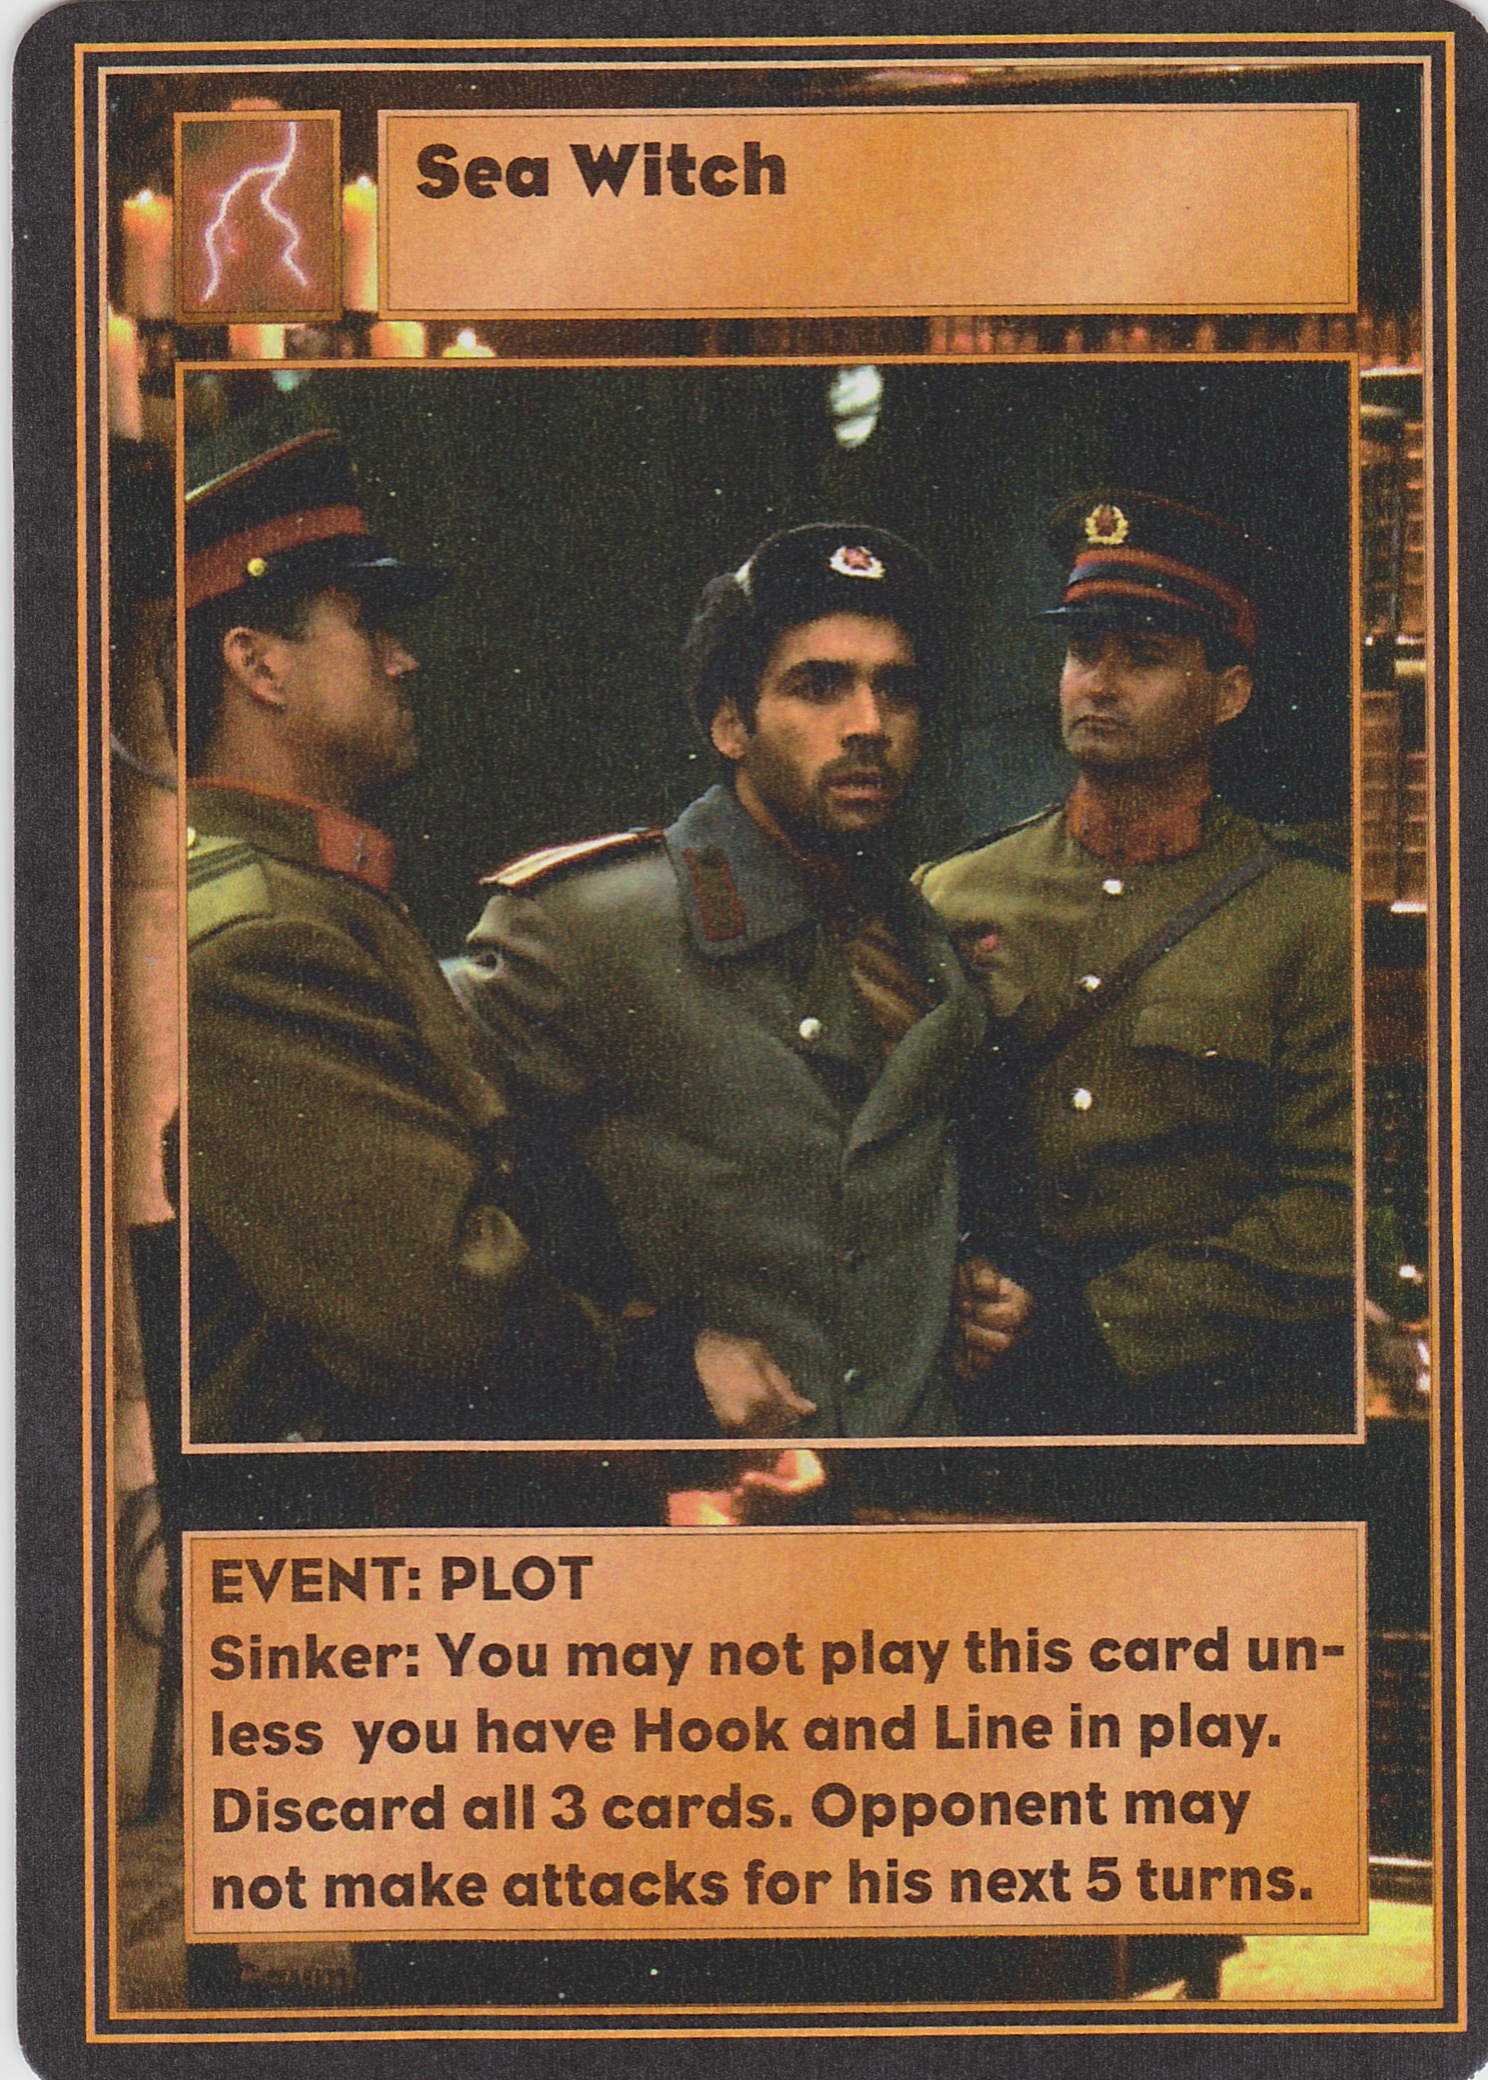 Sea Witch
EVENT: PLOT
Sinker: You may not play this card un-
less you have Hook and Line in play.
Discard all 3 cards. Opponent may
not make attacks for his next 5 turns.